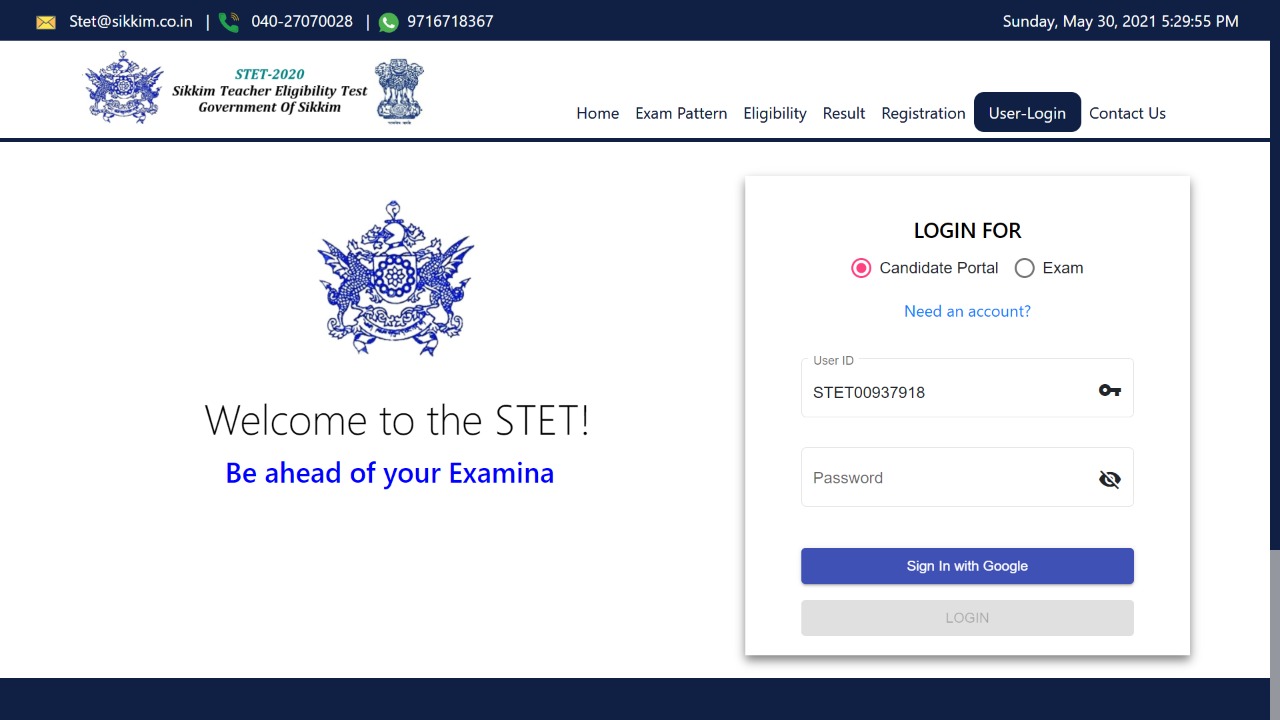 Stet@sikkim.co.in | 040-27070028 | 9716718367
Sunday, May 30, 2021 5:29:55 PM
STET-2020
Sikkim Teacher Eligibility Test
Government Of Sikkim
Home Exam Pattern Eligibility Result Registration User-Login Contact Us
LOGIN FOR
Candidate Portal Exam
Need an account?
User ID
STET00937918
Password
Sign In with Google
LOGIN
Welcome to the STET!
Be ahead of your Examina